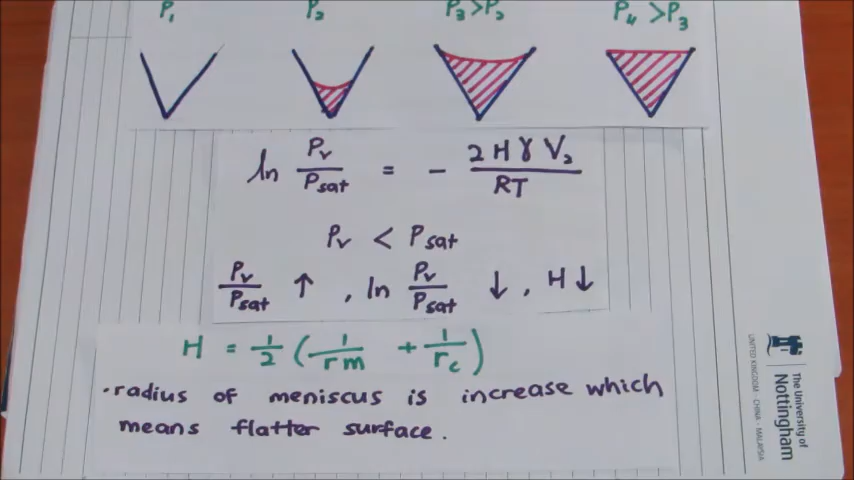 P₁ P₂ P₃ > P₂ P₄ > P₃
ln Pv/Psat = - 2HγV₂/RT
Pv < Psat
Pv/Psat ↑ , ln Pv/Psat ↓ , H ↓
H = 1/2 (1/rm + 1/rc)
· radius of meniscus is increase which
means flatter surface.
The University of
Nottingham
UNITED KINGDOM · CHINA · MALAYSIA